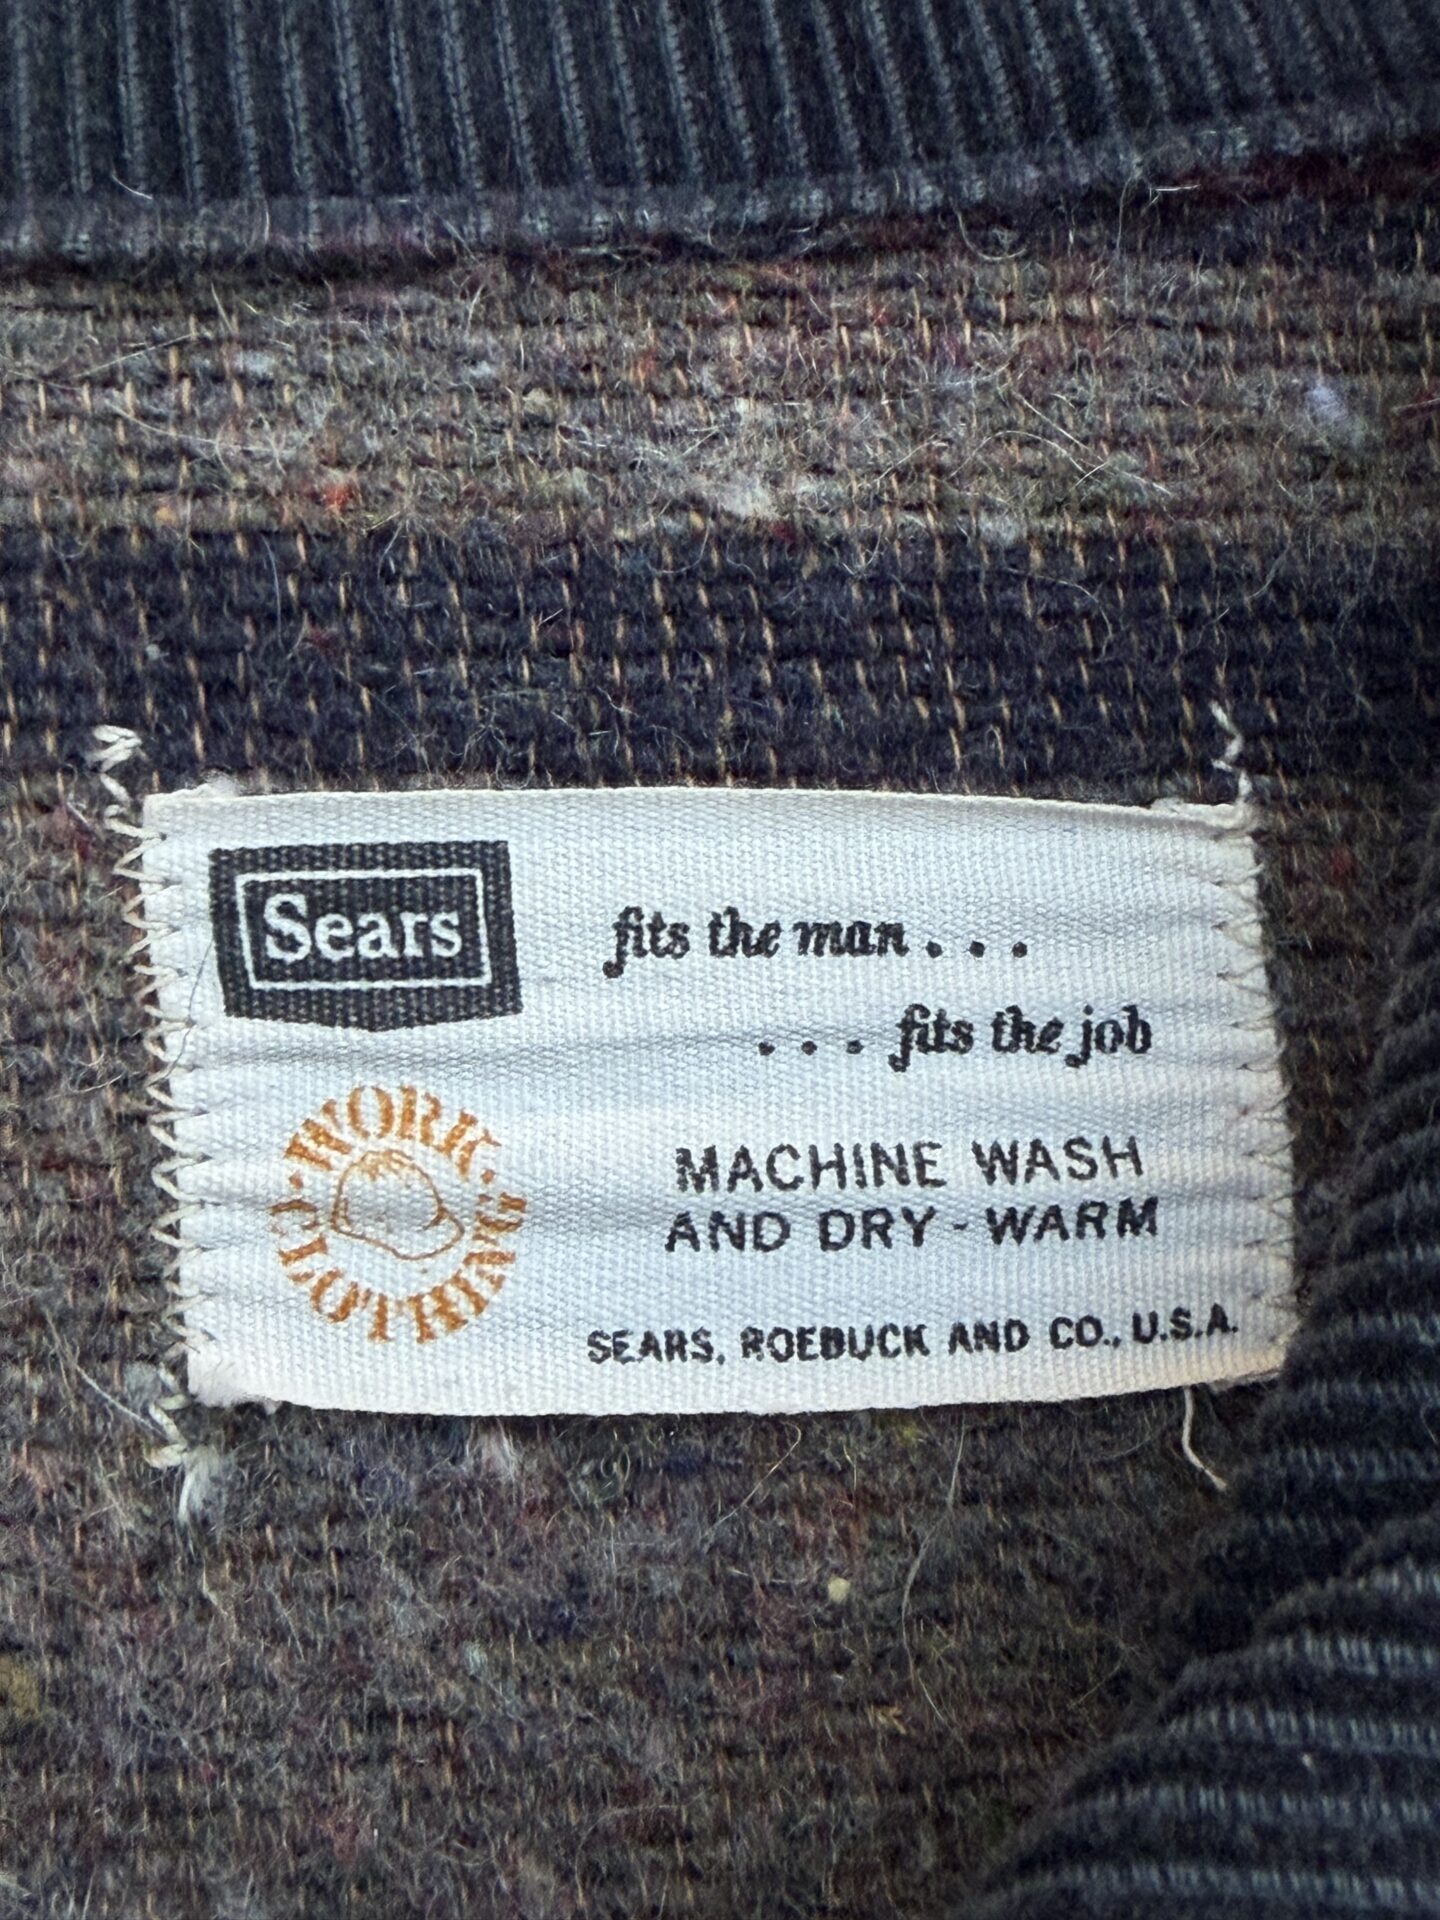 Sears
fits the man . . .
. . . fits the job
WORK · CLOTHING ·
MACHINE WASH
AND DRY - WARM
SEARS, ROEBUCK AND CO., U.S.A.